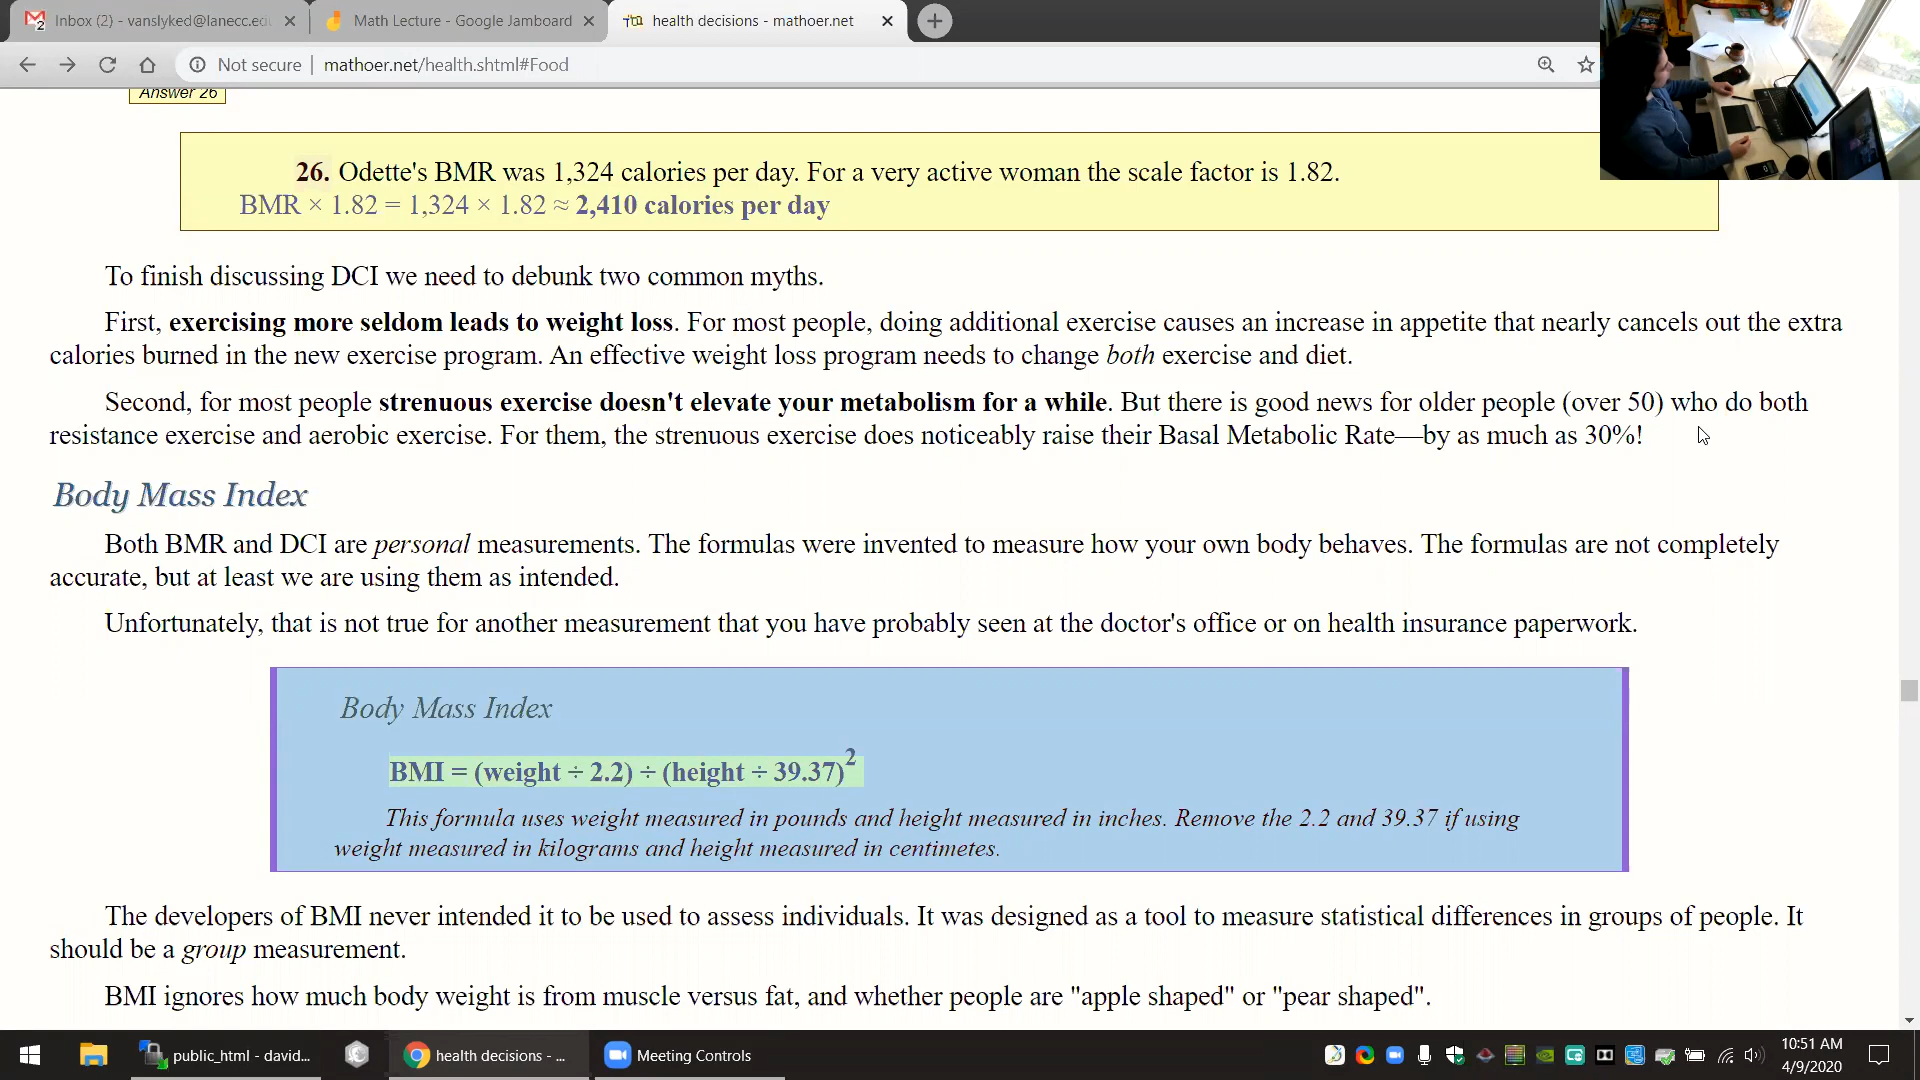 Inbox (2) - vanslyked@lanecc.ed
Math Lecture - Google Jamboard
health decisions - mathoer.net
Not secure
mathoer.net/health.shtml#Food
Answer 26
26. Odette's BMR was 1,324 calories per day. For a very active woman the scale factor is 1.82.
BMR × 1.82 = 1,324 × 1.82 ≈ 2,410 calories per day
To finish discussing DCI we need to debunk two common myths.
First, exercising more seldom leads to weight loss. For most people, doing additional exercise causes an increase in appetite that nearly cancels out the extra
calories burned in the new exercise program. An effective weight loss program needs to change both exercise and diet.
Second, for most people strenuous exercise doesn't elevate your metabolism for a while. But there is good news for older people (over 50) who do both
resistance exercise and aerobic exercise. For them, the strenuous exercise does noticeably raise their Basal Metabolic Rate—by as much as 30%!
Body Mass Index
Both BMR and DCI are personal measurements. The formulas were invented to measure how your own body behaves. The formulas are not completely
accurate, but at least we are using them as intended.
Unfortunately, that is not true for another measurement that you have probably seen at the doctor's office or on health insurance paperwork.
Body Mass Index
BMI = (weight ÷ 2.2) ÷ (height ÷ 39.37)²
This formula uses weight measured in pounds and height measured in inches. Remove the 2.2 and 39.37 if using
weight measured in kilograms and height measured in centimetes.
The developers of BMI never intended it to be used to assess individuals. It was designed as a tool to measure statistical differences in groups of people. It
should be a group measurement.
BMI ignores how much body weight is from muscle versus fat, and whether people are "apple shaped" or "pear shaped".
public_html - david...
health decisions - ...
Meeting Controls
10:51 AM
4/9/2020